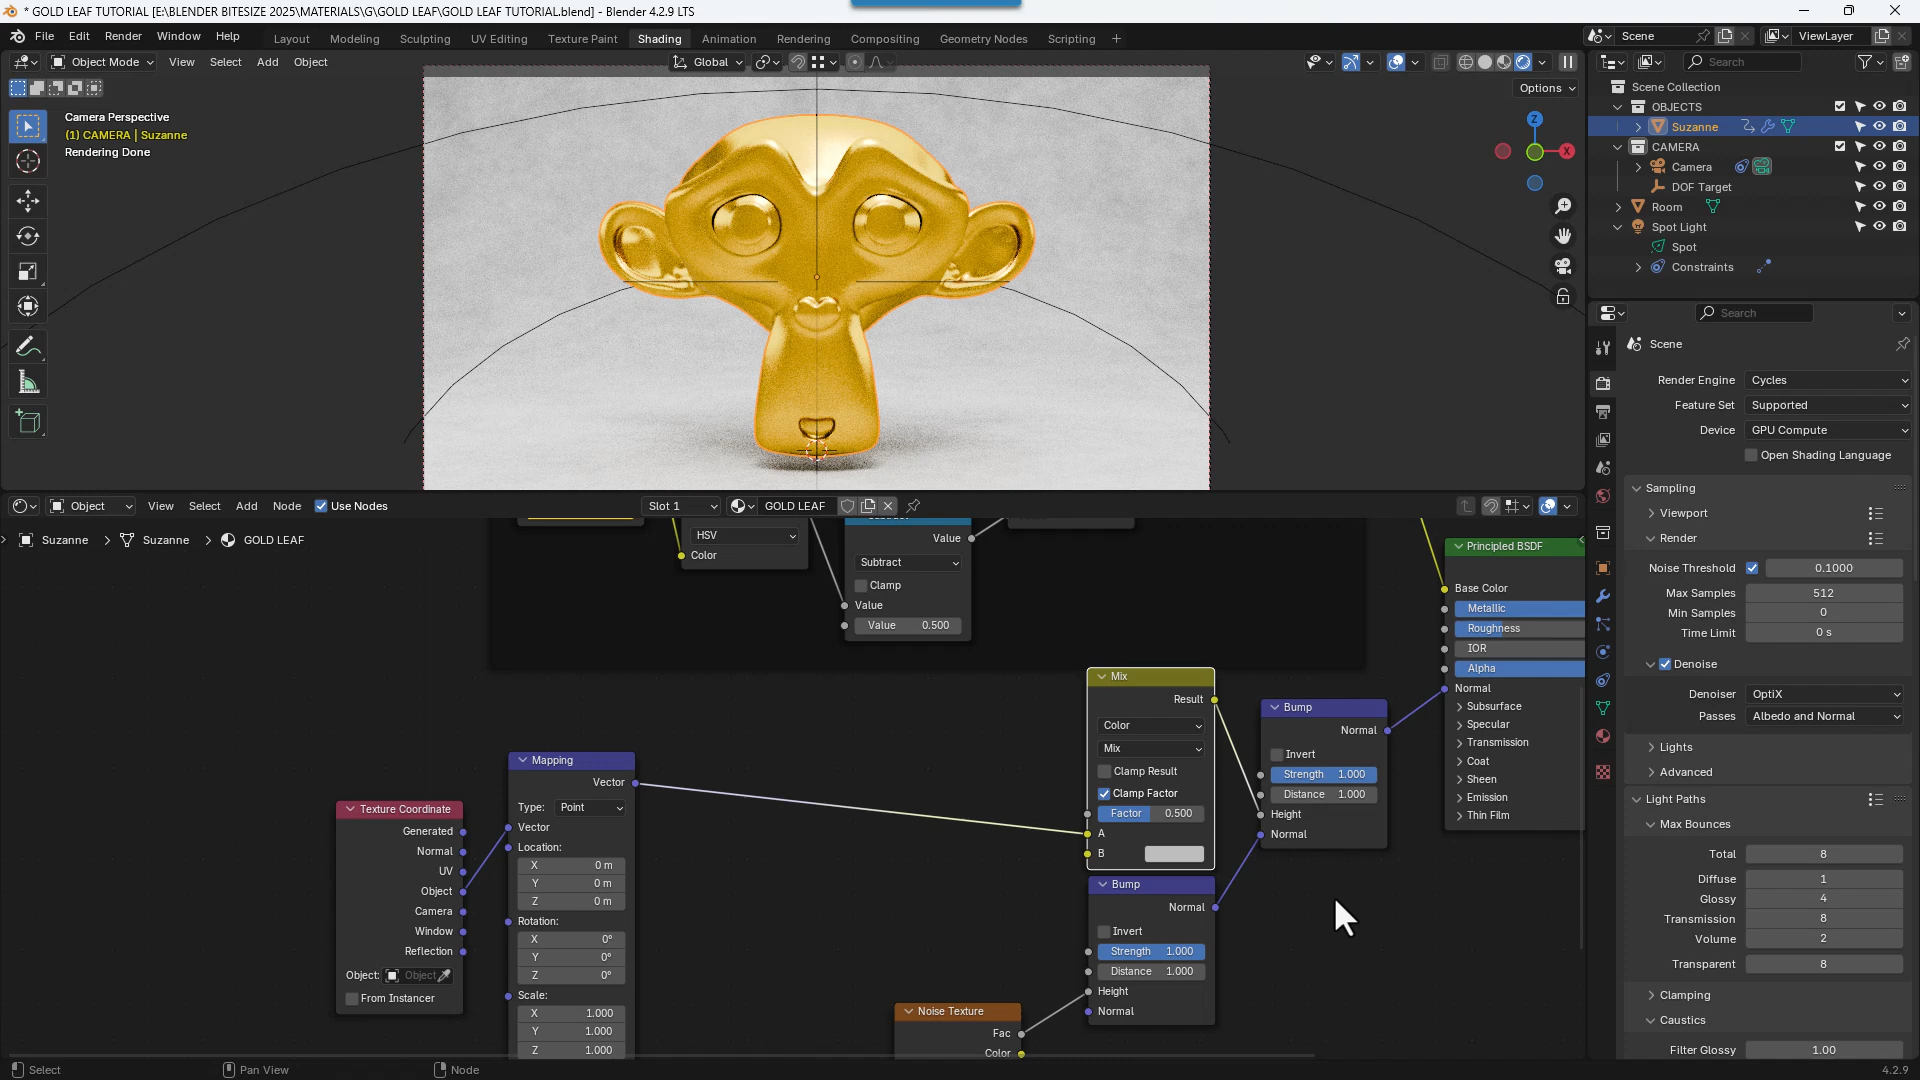 * GOLD LEAF TUTORIAL [E:\BLENDER BITESIZE 2025\MATERIALS\G\GOLD LEAF\GOLD LEAF TUTORIAL.blend] - Blender 4.2.9 LTS
File Edit Render Window Help
Layout Modeling Sculpting UV Editing Texture Paint Shading Animation Rendering Compositing Geometry Nodes Scripting +
Scene
ViewLayer
Object Mode View Select Add Object
Global
Options
Camera Perspective
(1) CAMERA | Suzanne
Rendering Done
Z
X
Search
Scene Collection
OBJECTS
Suzanne
CAMERA
Camera
DOF Target
Room
Spot Light
Spot
Constraints
Search
Scene
Render Engine Cycles
Feature Set Supported
Device GPU Compute
Open Shading Language
Sampling
Viewport
Render
Noise Threshold 0.1000
Max Samples 512
Min Samples 0
Time Limit 0 s
Denoise
Denoiser OptiX
Passes Albedo and Normal
Lights
Advanced
Light Paths
Max Bounces
Total 8
Diffuse 1
Glossy 4
Transmission 8
Volume 2
Transparent 8
Clamping
Caustics
Filter Glossy 1.00
Object View Select Add Node Use Nodes
Slot 1
GOLD LEAF
Suzanne > Suzanne > GOLD LEAF
HSV
Color
Value
Subtract
Clamp
Value
Value 0.500
Principled BSDF
Base Color
Metallic
Roughness
IOR
Alpha
Normal
Subsurface
Specular
Transmission
Coat
Sheen
Emission
Thin Film
Mix
Result
Color
Mix
Clamp Result
Clamp Factor
Factor 0.500
A
B
Bump
Normal
Invert
Strength 1.000
Distance 1.000
Height
Normal
Mapping
Vector
Type: Point
Vector
Location:
X 0 m
Y 0 m
Z 0 m
Rotation:
X 0°
Y 0°
Z 0°
Scale:
X 1.000
Y 1.000
Z 1.000
Texture Coordinate
Generated
Normal
UV
Object
Camera
Window
Reflection
Object: Object
From Instancer
Bump
Normal
Invert
Strength 1.000
Distance 1.000
Height
Normal
Noise Texture
Fac
Color
Select
Pan View
Node
4.2.9